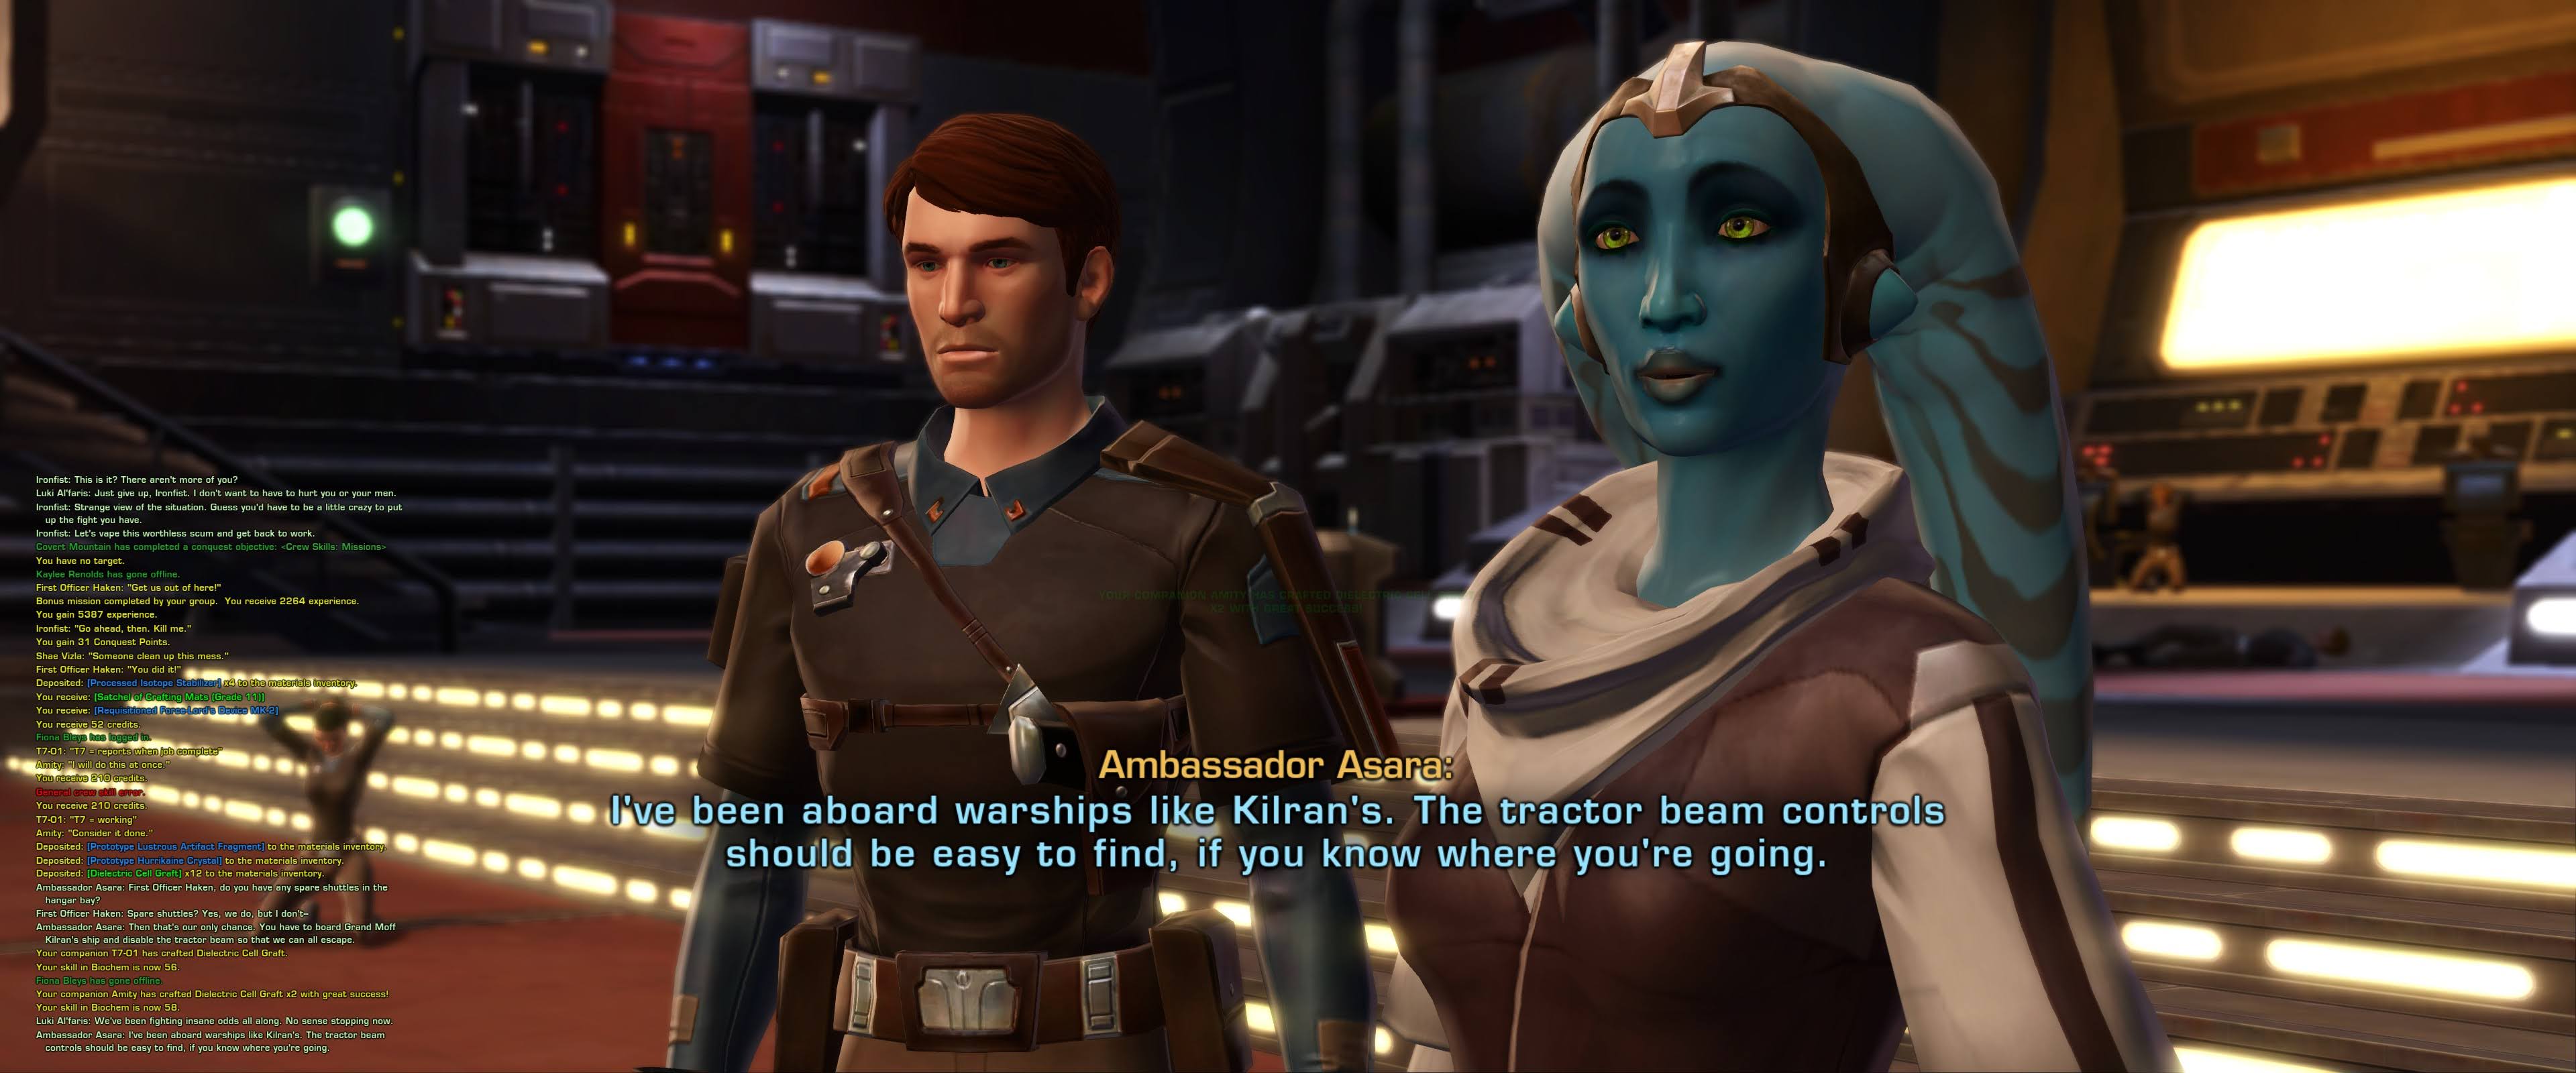 Ironfist: This is it? There aren't more of you?
Luki Al'faris: Just give up, Ironfist. I don't want to have to hurt you or your men.
Ironfist: Strange view of the situation. Guess you'd have to be a little crazy to put
up the fight you have.
Ironfist: Let's vape this worthless scum and get back to work.
Covert Mountain has completed a conquest objective: <Crew Skills: Missions>
You have no target.
Kaylee Renolds has gone offline.
First Officer Haken: "Get us out of here!"
Bonus mission completed by your group. You receive 2264 experience.
You gain 5387 experience.
Ironfist: "Go ahead, then. Kill me."
You gain 31 Conquest Points.
Shae Vizla: "Someone clean up this mess."
First Officer Haken: "You did it!"
Deposited: [Processed Isotope Stabilizer] x4 to the materials inventory.
You receive: [Satchel of Crafting Mats (Grade 11)]
You receive: [Requisitioned Force-Lord's Device MK-2]
You receive 52 credits.
Fiona Bleys has logged in.
T7-01: "T7 = reports when job complete"
Amity: "I will do this at once."
You receive 210 credits.
General crew skill error.
You receive 210 credits.
T7-01: "T7 = working"
Amity: "Consider it done."
Deposited: [Prototype Lustrous Artifact Fragment] to the materials inventory.
Deposited: [Prototype Hurrikaine Crystal] to the materials inventory.
Deposited: [Dielectric Cell Graft] x12 to the materials inventory.
Ambassador Asara: First Officer Haken, do you have any spare shuttles in the
hangar bay?
First Officer Haken: Spare shuttles? Yes, we do, but I don't–
Ambassador Asara: Then that's our only chance. You have to board Grand Moff
Kilran's ship and disable the tractor beam so that we can all escape.
Your companion T7-01 has crafted Dielectric Cell Graft.
Your skill in Biochem is now 56.
Fiona Bleys has gone offline.
Your companion Amity has crafted Dielectric Cell Graft x2 with great success!
Your skill in Biochem is now 58.
Luki Al'faris: We've been fighting insane odds all along. No sense stopping now.
Ambassador Asara: I've been aboard warships like Kilran's. The tractor beam
controls should be easy to find, if you know where you're going.
YOUR COMPANION AMITY HAS CRAFTED DIELECTRIC CELL
X2 WITH GREAT SUCCESS!
Ambassador Asara:
I've been aboard warships like Kilran's. The tractor beam controls
should be easy to find, if you know where you're going.